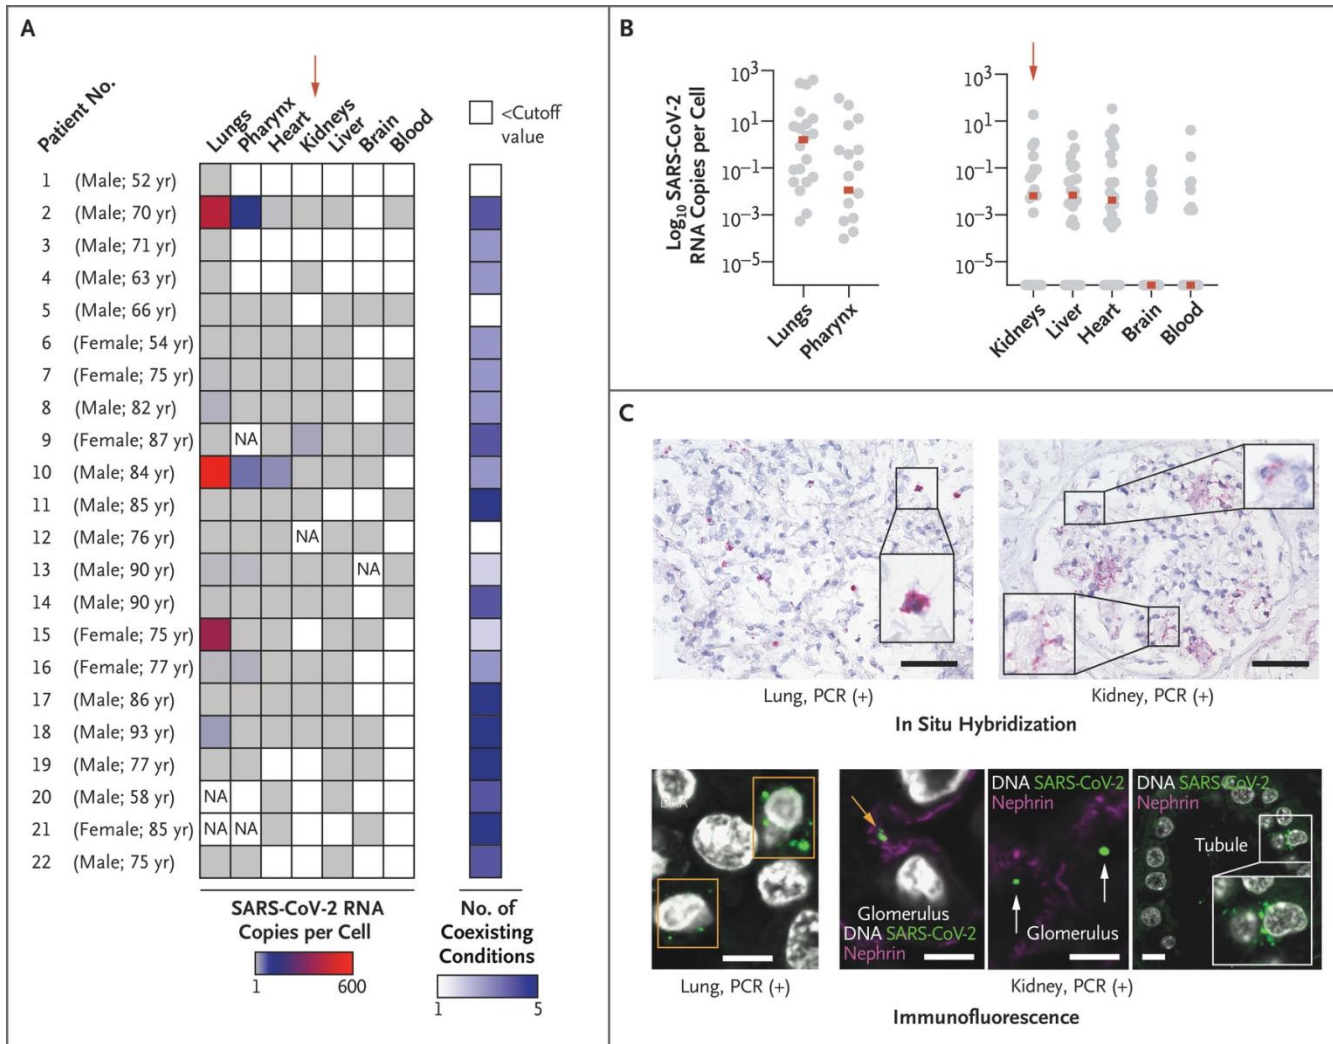 A
Patient No.
Lungs
Pharynx
Heart
Kidneys
Liver
Brain
Blood
<Cutoff
value
1 (Male; 52 yr)
2 (Male; 70 yr)
3 (Male; 71 yr)
4 (Male; 63 yr)
5 (Male; 66 yr)
6 (Female; 54 yr)
7 (Female; 75 yr)
8 (Male; 82 yr)
9 (Female; 87 yr) NA
10 (Male; 84 yr)
11 (Male; 85 yr)
12 (Male; 76 yr) NA
13 (Male; 90 yr) NA
14 (Male; 90 yr)
15 (Female; 75 yr)
16 (Female; 77 yr)
17 (Male; 86 yr)
18 (Male; 93 yr)
19 (Male; 77 yr)
20 (Male; 58 yr) NA
21 (Female; 85 yr) NA NA
22 (Male; 75 yr)
SARS-CoV-2 RNA
Copies per Cell
1 600
No. of
Coexisting
Conditions
1 5
B
Log₁₀ SARS-CoV-2
RNA Copies per Cell
10³
10¹
10⁻¹
10⁻³
10⁻⁵
Lungs
Pharynx
10³
10¹
10⁻¹
10⁻³
10⁻⁵
Kidneys
Liver
Heart
Brain
Blood
C
Lung, PCR (+)
Kidney, PCR (+)
In Situ Hybridization
DNA
Glomerulus
DNA SARS-CoV-2
Nephrin
DNA SARS-CoV-2
Nephrin
Glomerulus
DNA SARS-CoV-2
Nephrin
Tubule
Lung, PCR (+)
Kidney, PCR (+)
Immunofluorescence